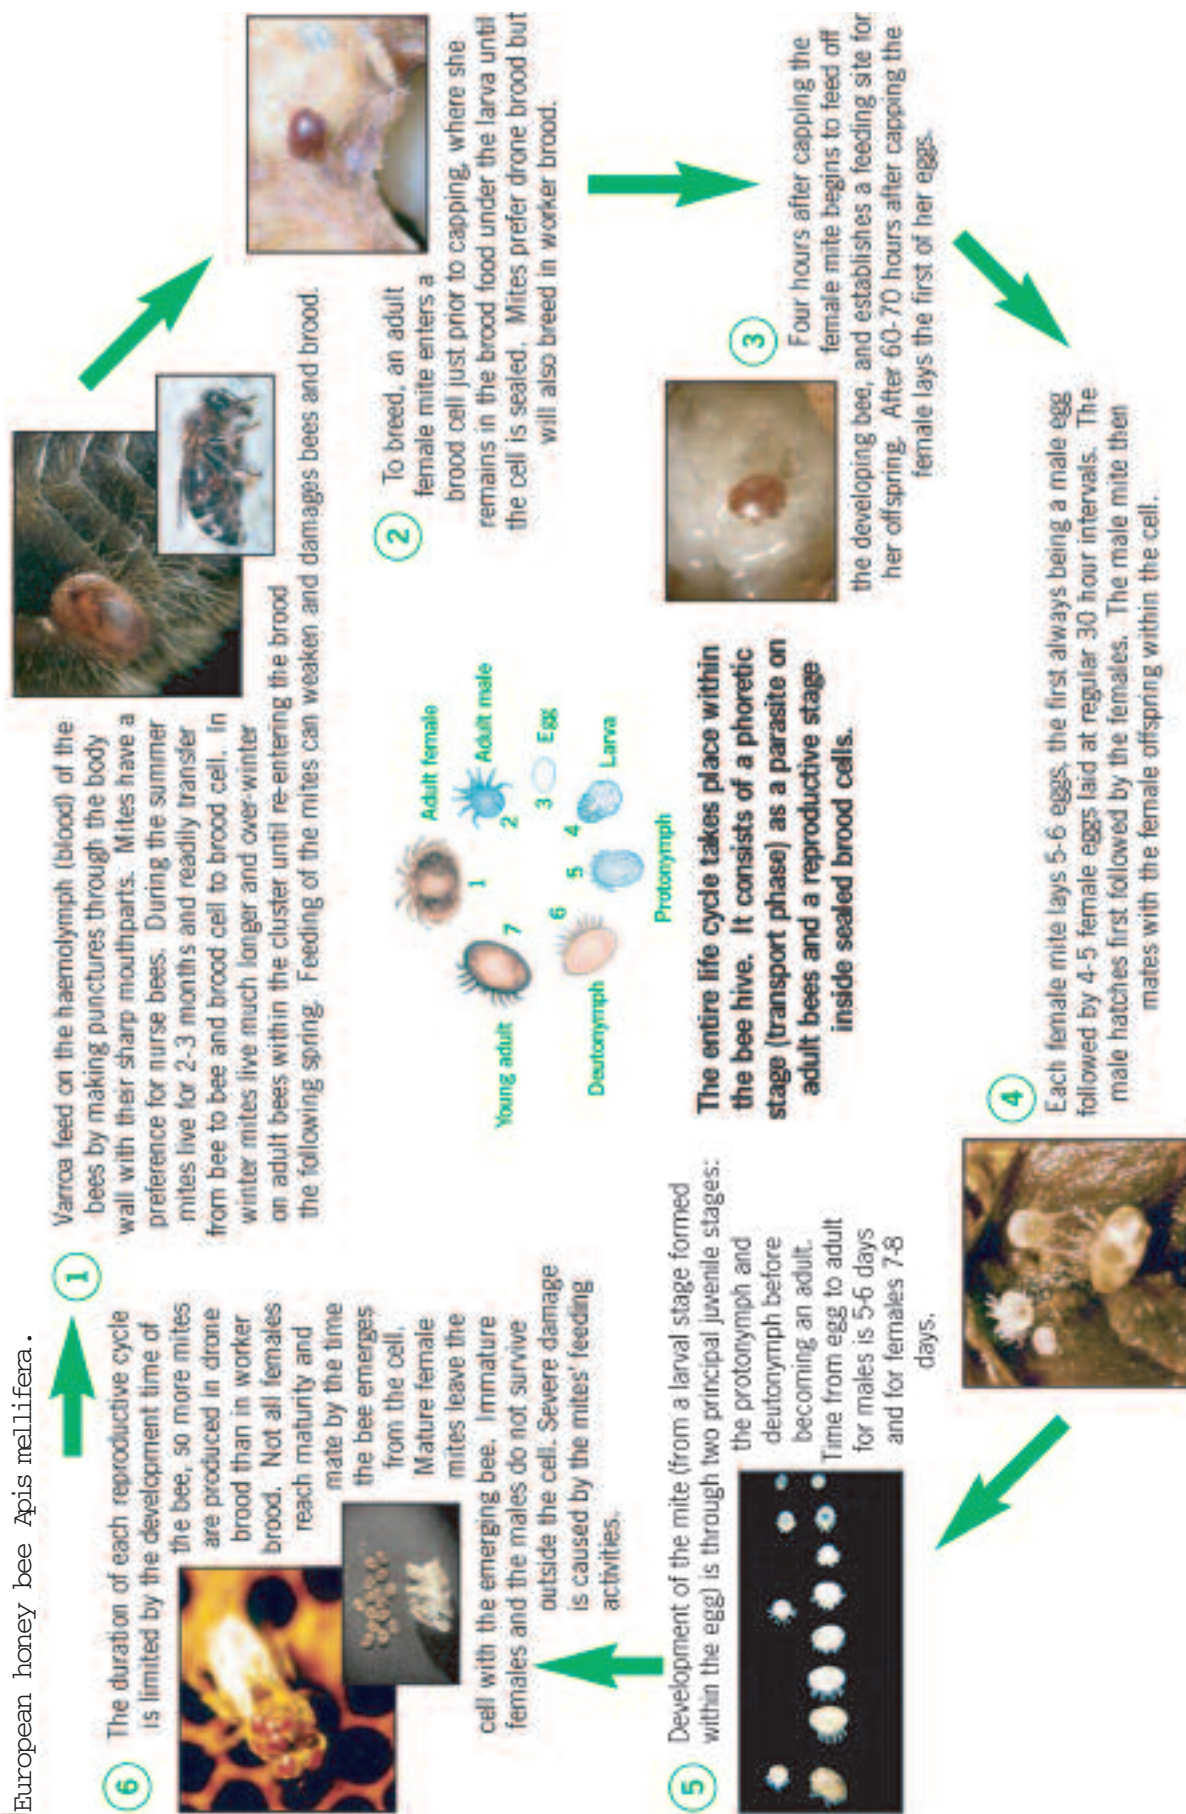 European honey bee Apis mellifera.
1
Varroa feed on the haemolymph (blood) of the
bees by making punctures through the body
wall with their sharp mouthparts. Mites have a
preference for nurse bees. During the summer
mites live for 2-3 months and readily transfer
from bee to bee and brood cell to brood cell. In
winter mites live much longer and over-winter
on adult bees within the cluster until re-entering the brood
the following spring. Feeding of the mites can weaken and damages bees and brood.
2
To breed, an adult
female mite enters a
brood cell just prior to capping, where she
remains in the brood food under the larva until
the cell is sealed. Mites prefer drone brood but
will also breed in worker brood.
3
Four hours after capping the
female mite begins to feed off
the developing bee, and establishes a feeding site for
her offspring. After 60-70 hours after capping the
female lays the first of her eggs.
4
Each female mite lays 5-6 eggs, the first always being a male egg
followed by 4-5 female eggs laid at regular 30 hour intervals. The
male hatches first followed by the females. The male mite then
mates with the female offspring within the cell.
5
Development of the mite (from a larval stage formed
within the egg) is through two principal juvenile stages:
the protonymph and
deutonymph before
becoming an adult.
Time from egg to adult
for males is 5-6 days
and for females 7-8
days.
6
The duration of each reproductive cycle
is limited by the development time of
the bee, so more mites
are produced in drone
brood than in worker
brood. Not all females
reach maturity and
mate by the time
the bee emerges
from the cell.
Mature female
mites leave the
cell with the emerging bee. Immature
females and the males do not survive
outside the cell. Severe damage
is caused by the mites' feeding
activities.
Adult female
1
Adult male
2
Egg
3
Larva
4
Protonymph
5
Deutonymph
6
Young adult
7
The entire life cycle takes place within
the bee hive. It consists of a phoretic
stage (transport phase) as a parasite on
adult bees and a reproductive stage
inside sealed brood cells.